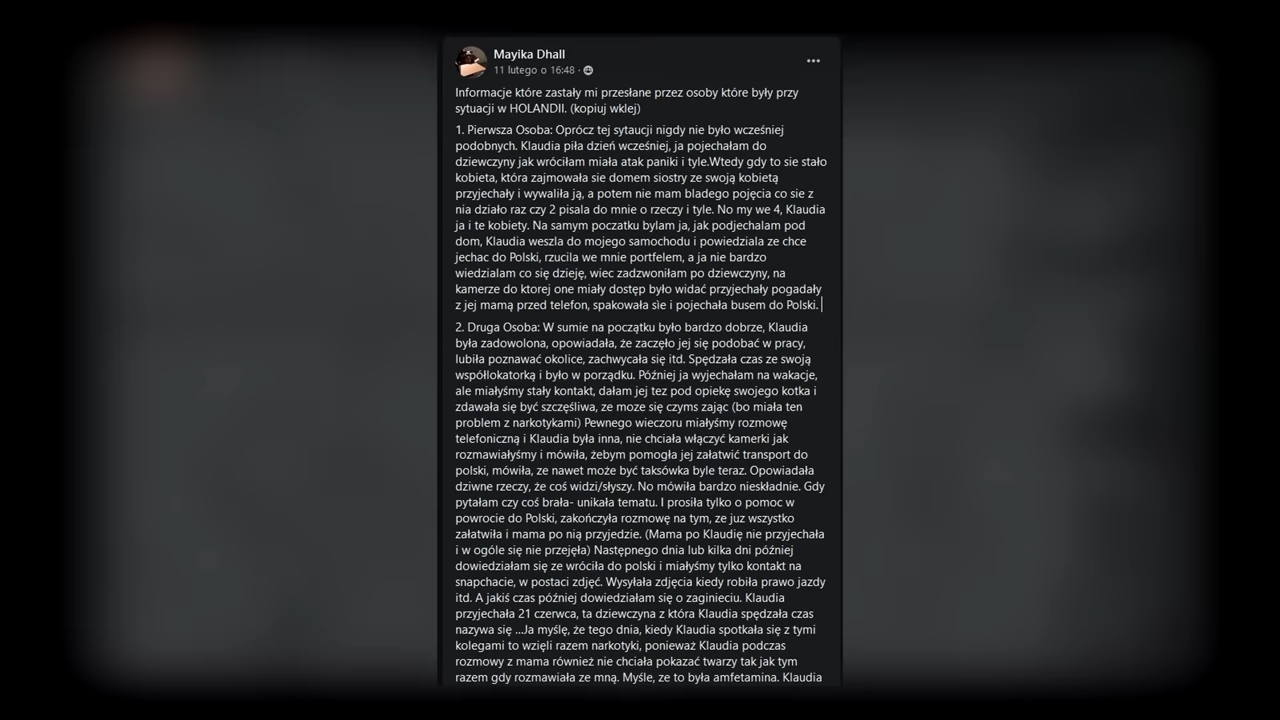 Mayika Dhall
11 lutego o 16:48 ·
Informacje które zastały mi przesłane przez osoby które były przy
sytuacji w HOLANDII. (kopiuj wklej)
1. Pierwsza Osoba: Oprócz tej sytaucji nigdy nie było wcześniej
podobnych. Klaudia piła dzień wcześniej, ja pojechałam do
dziewczyny jak wróciłam miała atak paniki i tyle.Wtedy gdy to sie stało
kobieta, która zajmowała sie domem siostry ze swoją kobietą
przyjechały i wywaliła ją, a potem nie mam bladego pojęcia co sie z
nia działo raz czy 2 pisala do mnie o rzeczy i tyle. No my we 4, Klaudia
ja i te kobiety. Na samym poczatku bylam ja, jak podjechalam pod
dom, Klaudia weszla do mojego samochodu i powiedziala ze chce
jechac do Polski, rzucila we mnie portfelem, a ja nie bardzo
wiedzialam co się dzieję, wiec zadzwoniłam po dziewczyny, na
kamerze do ktorej one miały dostęp było widać przyjechały pogadały
z jej mamą przed telefon, spakowała sie i pojechała busem do Polski.
2. Druga Osoba: W sumie na początku było bardzo dobrze, Klaudia
była zadowolona, opowiadała, że zaczęło jej się podobać w pracy,
lubiła poznawać okolice, zachwycała się itd. Spędzała czas ze swoją
współlokatorką i było w porządku. Później ja wyjechałam na wakacje,
ale miałyśmy stały kontakt, dałam jej tez pod opiekę swojego kotka i
zdawała się być szczęśliwa, ze moze się czyms zając (bo miała ten
problem z narkotykami) Pewnego wieczoru miałyśmy rozmowę
telefoniczną i Klaudia była inna, nie chciała włączyć kamerki jak
rozmawiałyśmy i mówiła, żebym pomogła jej załatwić transport do
polski, mówiła, ze nawet może być taksówka byle teraz. Opowiadała
dziwne rzeczy, że coś widzi/słyszy. No mówiła bardzo nieskładnie. Gdy
pytałam czy coś brała- unikała tematu. I prosiła tylko o pomoc w
powrocie do Polski, zakończyła rozmowę na tym, ze juz wszystko
załatwiła i mama po nią przyjedzie. (Mama po Klaudię nie przyjechała
i w ogóle się nie przejęła) Następnego dnia lub kilka dni później
dowiedziałam się ze wróciła do polski i miałyśmy tylko kontakt na
snapchacie, w postaci zdjęć. Wysyłała zdjęcia kiedy robiła prawo jazdy
itd. A jakiś czas później dowiedziałam się o zaginieciu. Klaudia
przyjechała 21 czerwca, ta dziewczyna z która Klaudia spędzała czas
nazywa się ...Ja myślę, że tego dnia, kiedy Klaudia spotkała się z tymi
kolegami to wzięli razem narkotyki, ponieważ Klaudia podczas
rozmowy z mama również nie chciała pokazać twarzy tak jak tym
razem gdy rozmawiała ze mną. Myśle, ze to była amfetamina. Klaudia